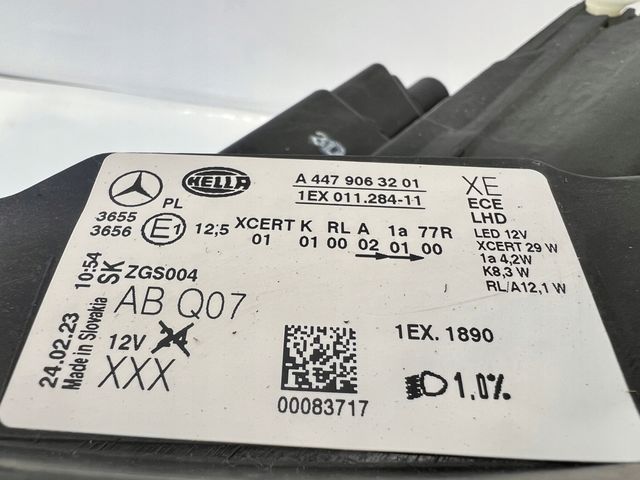 HELLA
A 447 906 32 01
1EX 011.284-11
XE
ECE
LHD
LED 12V
XCERT 29 W
1a 4,2W
K8,3 W
RL/A12,1 W
PL
3655
3656
E1
12,5
XCERT K RL A 1a 77R
01 01 00 02 01 00
ZGS004
AB Q07
12V 24
XXX
24.02.23 10:54
Made in Slovakia SK
00083717
1EX. 1890
1,0%